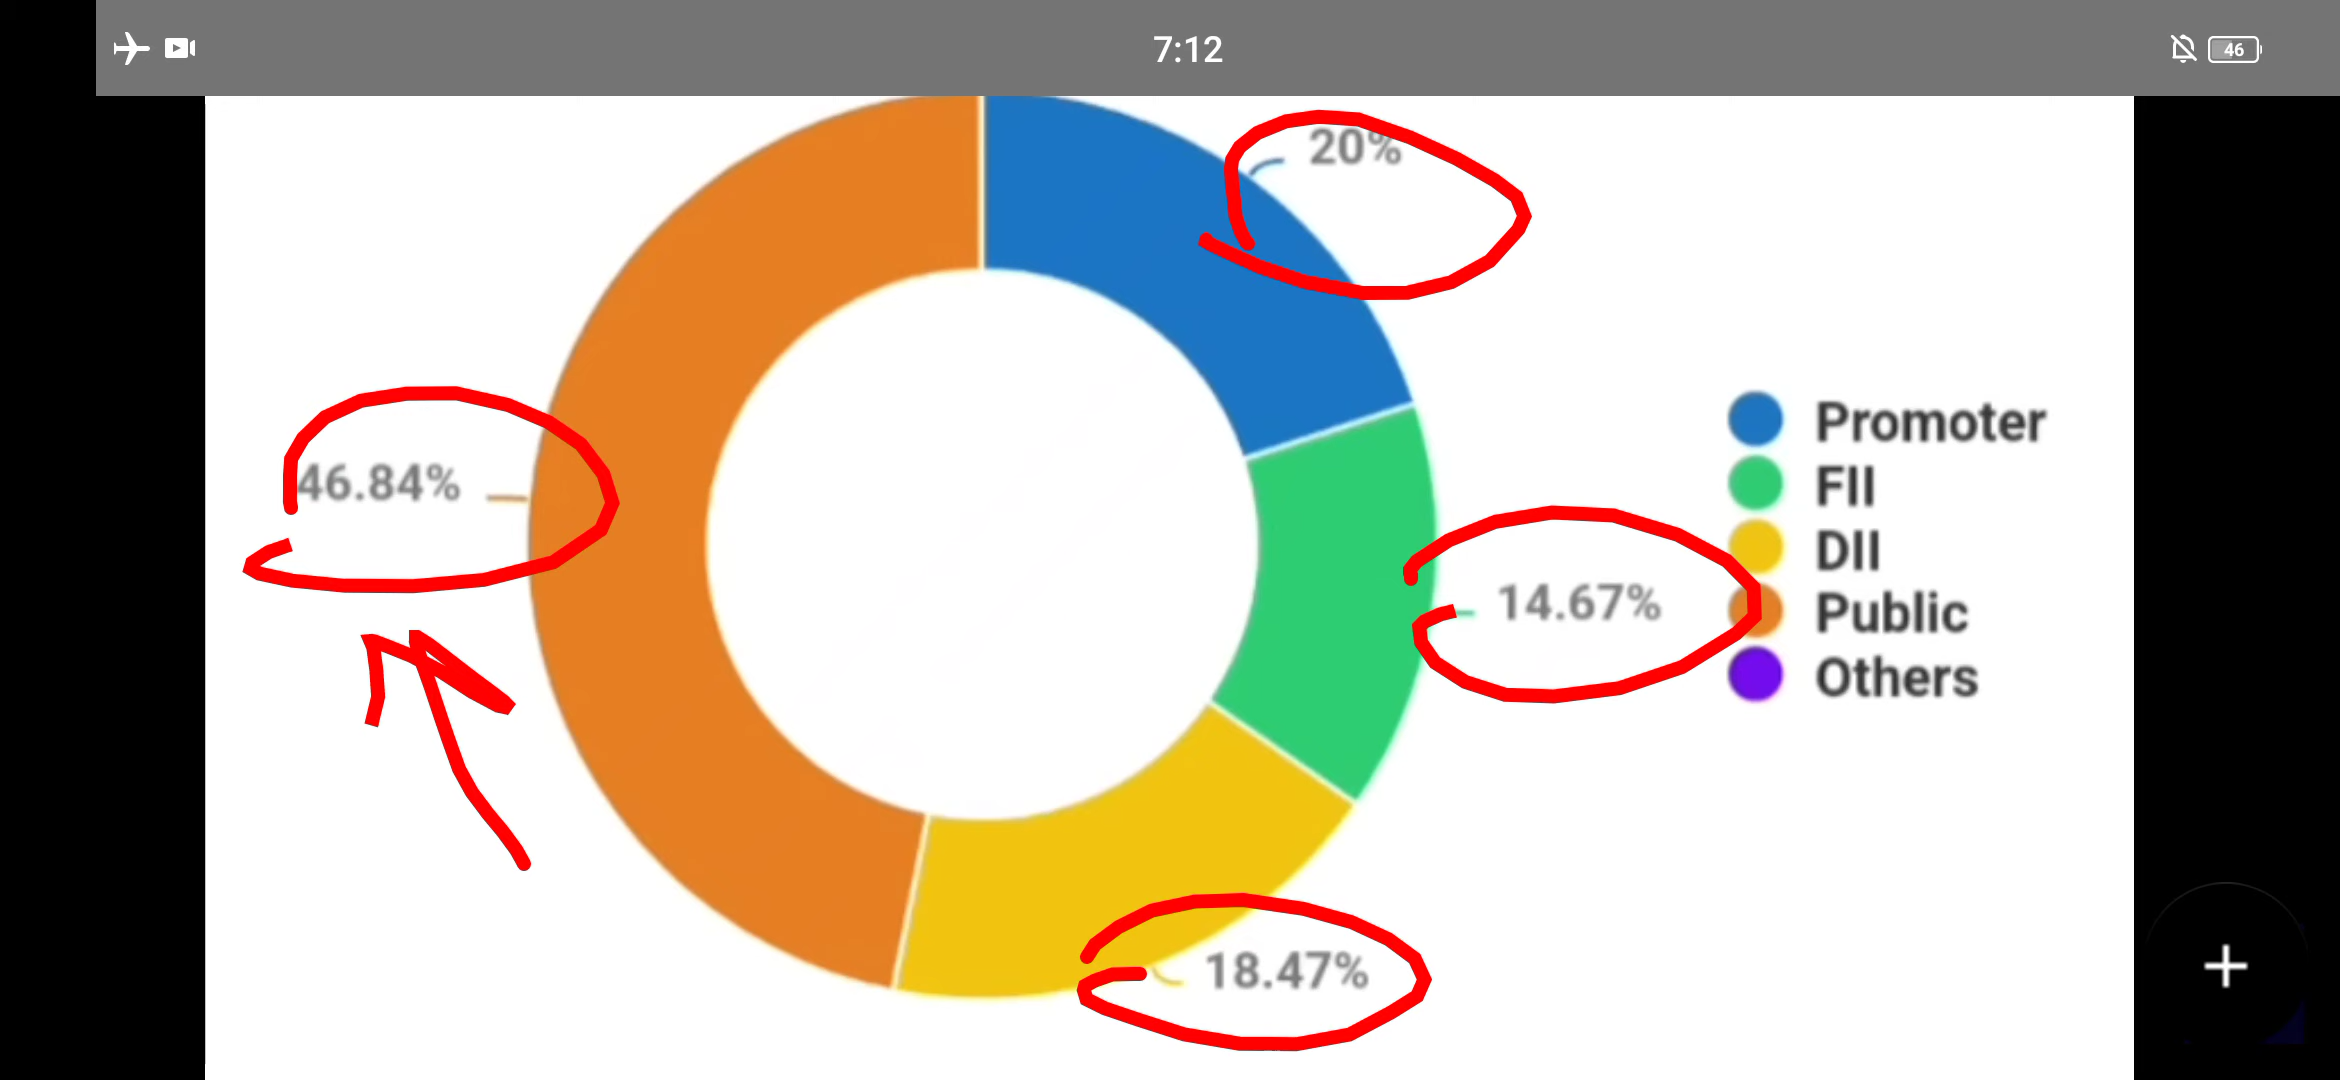 7:12
46
20%
46.84%
Promoter
FII
DII
14.67%
Public
Others
18.47%